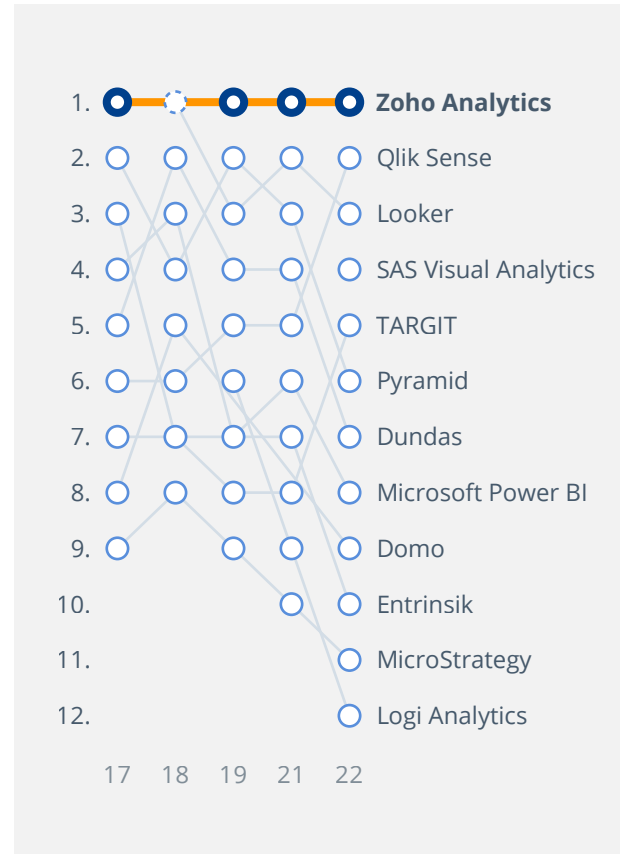 1. Zoho Analytics
2. Qlik Sense
3. Looker
4. SAS Visual Analytics
5. TARGIT
6. Pyramid
7. Dundas
8. Microsoft Power BI
9. Domo
10. Entrinsik
11. MicroStrategy
12. Logi Analytics
17 18 19 21 22